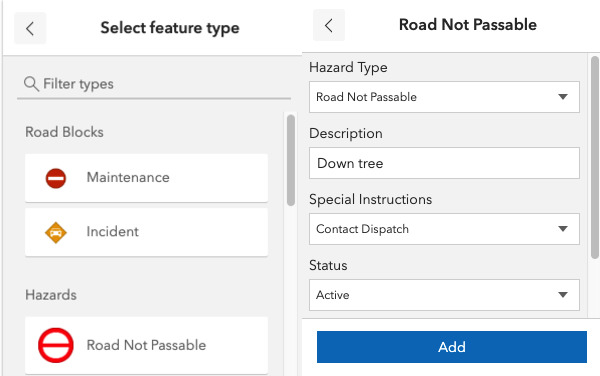 Select feature type
Filter types
Road Blocks
Maintenance
Incident
Hazards
Road Not Passable
Road Not Passable
Hazard Type
Road Not Passable
Description
Down tree
Special Instructions
Contact Dispatch
Status
Active
Add